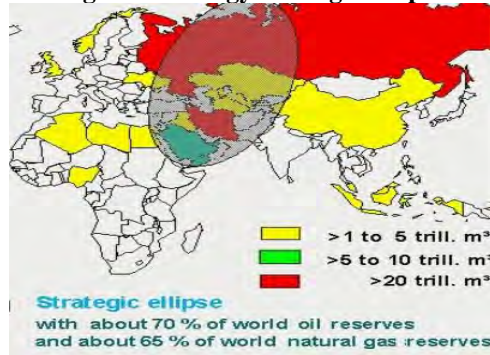 >1 to 5 trill. m³
>5 to 10 trill. m³
>20 trill. m³
Strategic ellipse
with about 70 % of world oil reserves
and about 65 % of world natural gas reserves